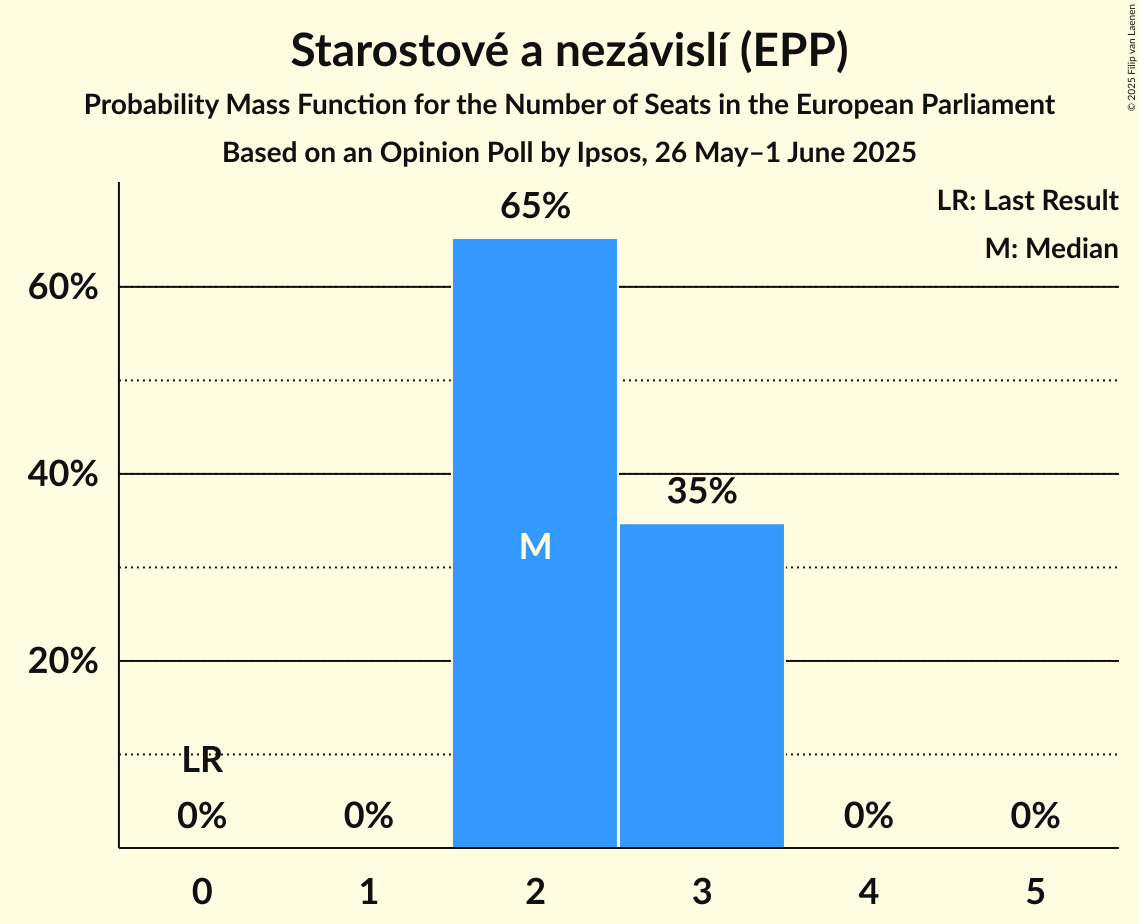 Starostové a nezávislí (EPP)
Probability Mass Function for the Number of Seats in the European Parliament
Based on an Opinion Poll by Ipsos, 26 May–1 June 2025
© 2025 Filip van Laenen
LR: Last Result
M: Median
65%
60%
40%
35%
M
20%
LR
0%
0%
0%
0%
0
1
2
3
4
5